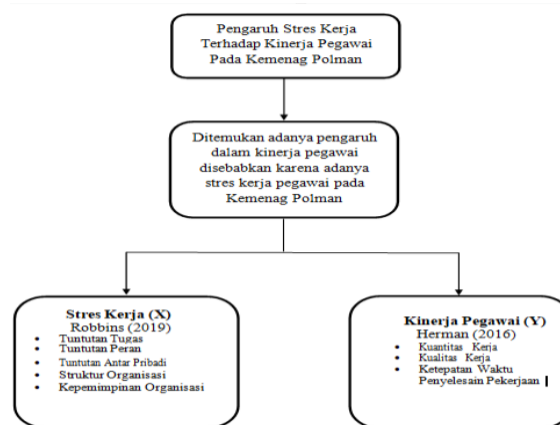 Pengaruh Stres Kerja
Terhadap Kinerja Pegawai
Pada Kemenag Polman
Ditemukan adanya pengaruh
dalam kinerja pegawai
disebabkan karena adanya
stres kerja pegawai pada
Kemenag Polman
Stres Kerja (X)
Robbins (2019)
• Tuntutan Tugas
• Tuntutan Peran
• Tuntutan Antar Pribadi
• Struktur Organisasi
• Kepemimpinan Organisasi
Kinerja Pegawai (Y)
Herman (2016)
• Kuantitas Kerja
• Kualitas Kerja
• Ketepatan Waktu
Penyelesain Pekerjaan